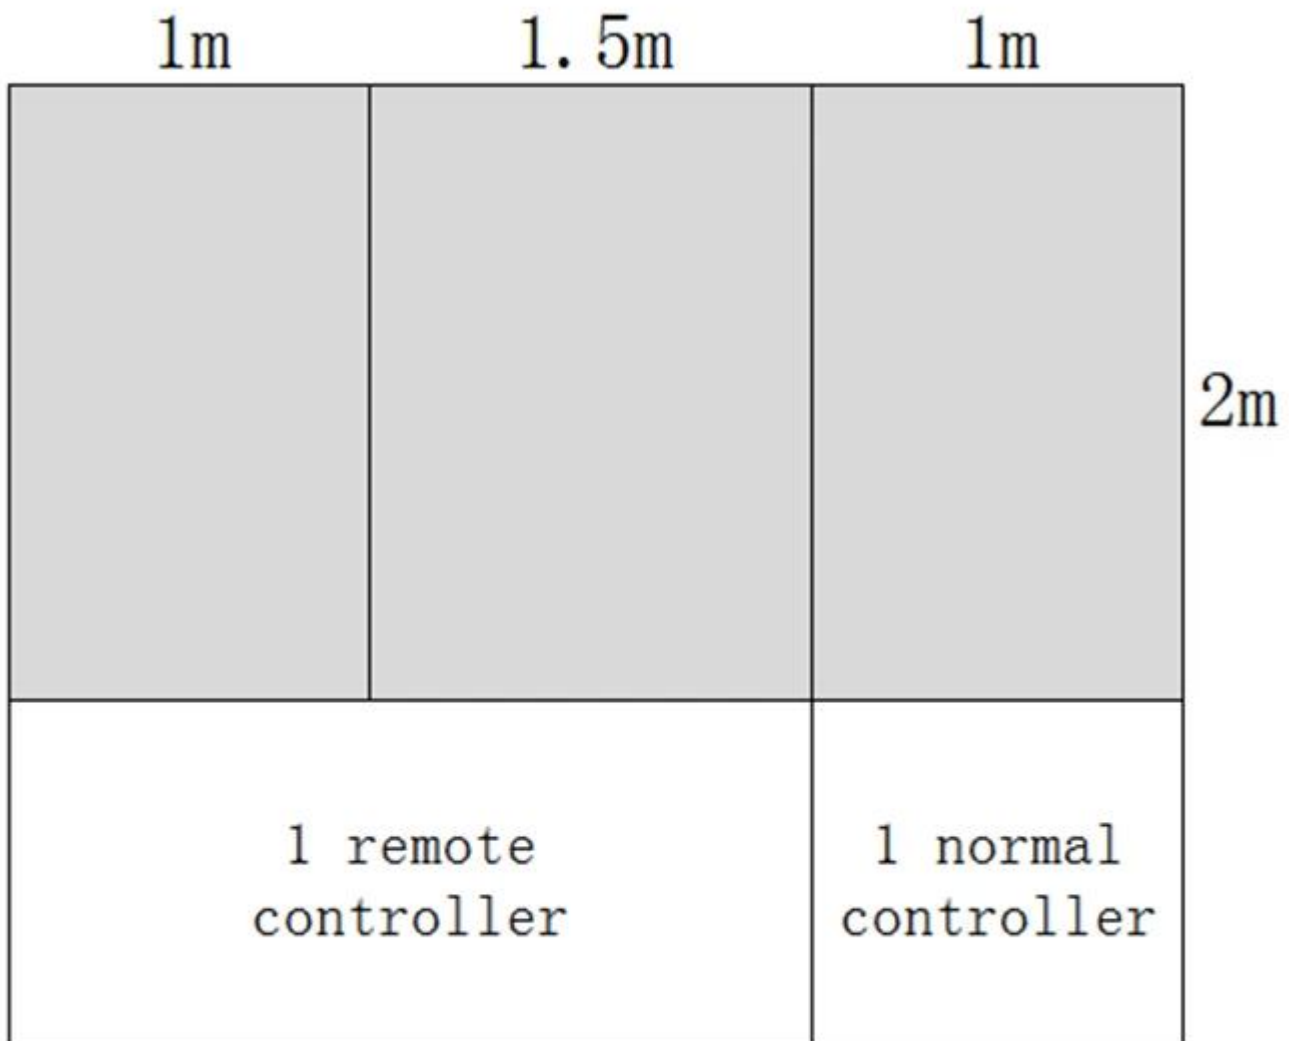 1m 1.5m 1m
2m
1 remote
controller
1 normal
controller